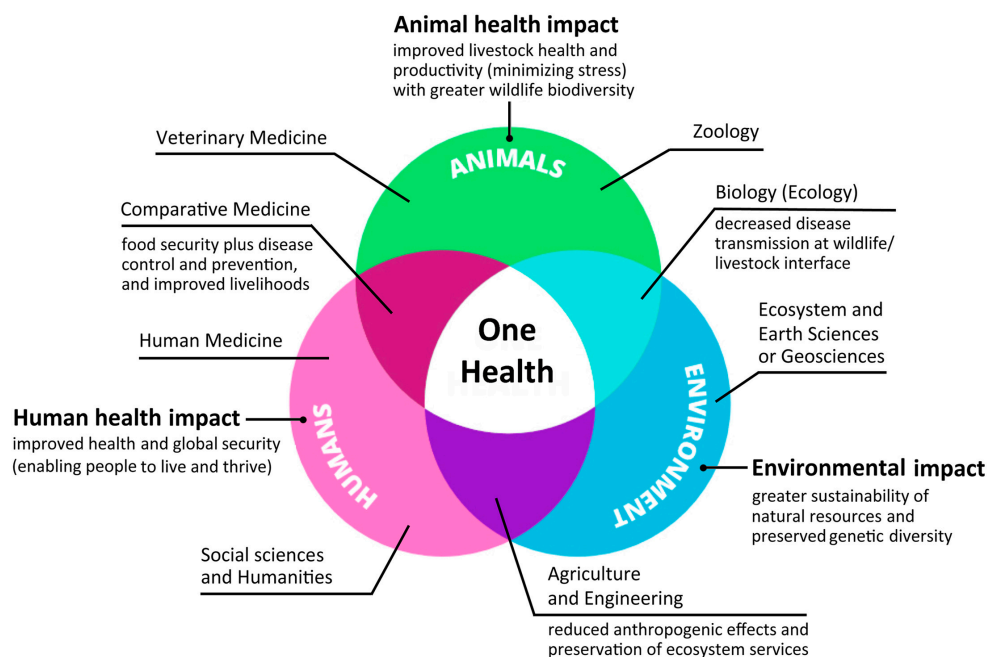 Animal health impact
improved livestock health and
productivity (minimizing stress)
with greater wildlife biodiversity
Veterinary Medicine
Zoology
ANIMALS
Comparative Medicine
food security plus disease
control and prevention,
and improved livelihoods
Biology (Ecology)
decreased disease
transmission at wildlife/
livestock interface
Human Medicine
One
Health
Ecosystem and
Earth Sciences
or Geosciences
Human health impact
improved health and global security
(enabling people to live and thrive)
HUMANS
ENVIRONMENT
Environmental impact
greater sustainability of
natural resources and
preserved genetic diversity
Social sciences
and Humanities
Agriculture
and Engineering
reduced anthropogenic effects and
preservation of ecosystem services